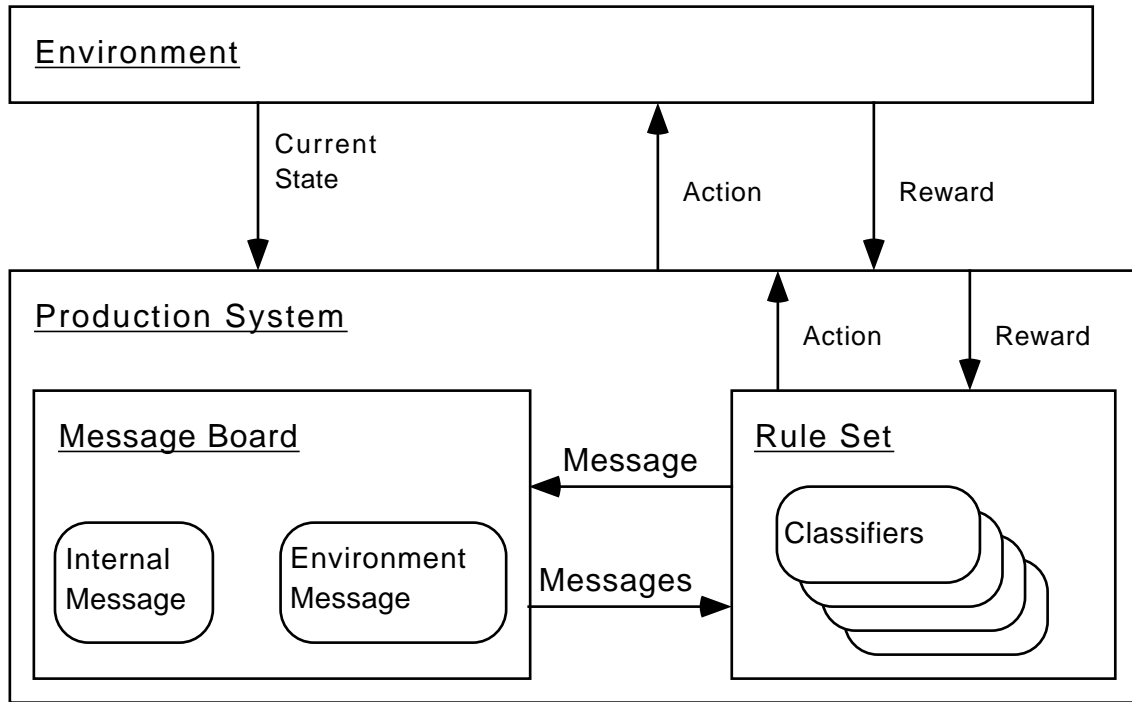 Environment
Current
State
Action
Reward
Production System
Action
Reward
Message Board
Rule Set
Message
Classifiers
Internal
Message
Environment
Message
Messages